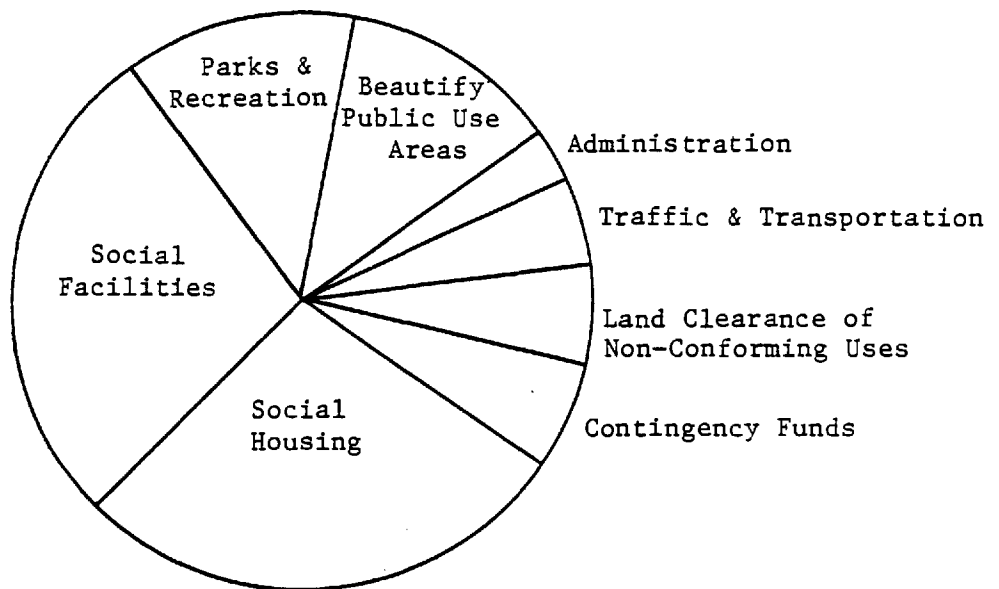 Parks &
Recreation
Beautify
Public Use
Areas
Administration
Traffic & Transportation
Social
Facilities
Land Clearance of
Non-Conforming Uses
Social
Housing
Contingency Funds